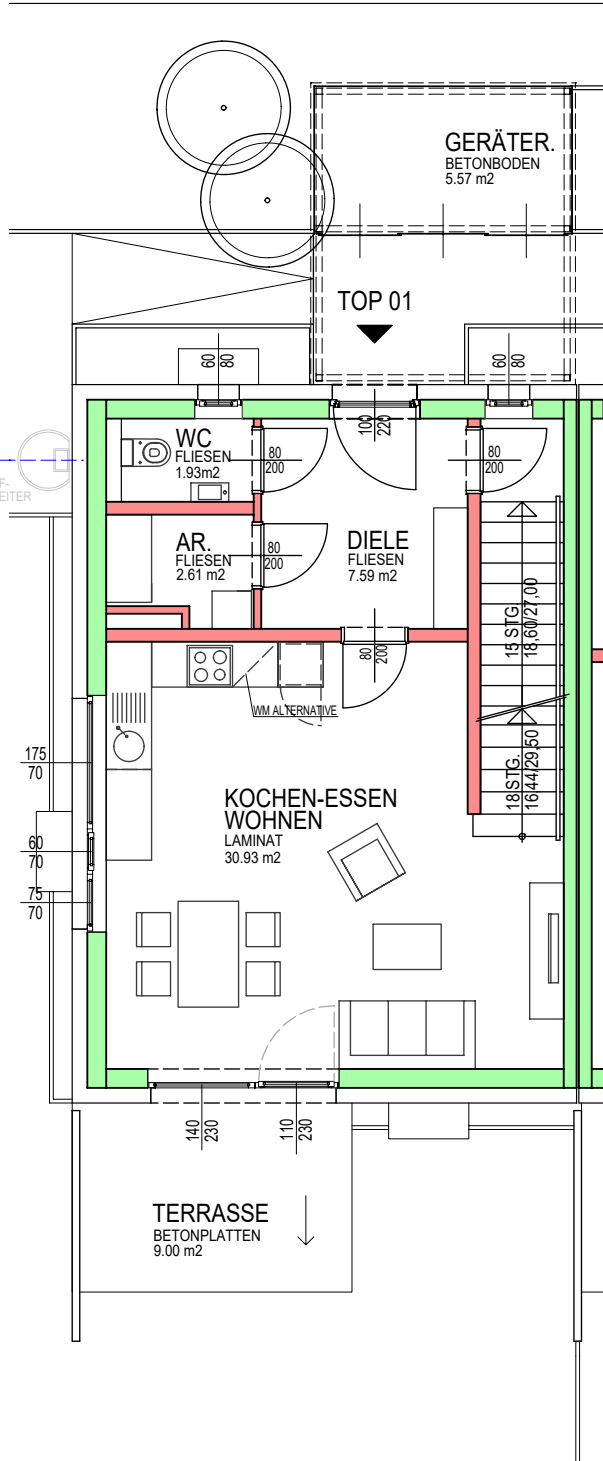 GERÄTER.
BETONBODEN
5.57 m2
TOP 01
60
80
60
80
WC
FLIESEN
1.93m2
80
200
100
220
80
200
AR.
FLIESEN
2.61 m2
80
200
DIELE
FLIESEN
7.59 m2
F-
EITER
15 STG.
18,60/27,00
80
200
WM ALTERNATIVE
175
70
18 STG.
16,44/29,50
KOCHEN-ESSEN
WOHNEN
LAMINAT
30.93 m2
60
70
75
70
140
230
110
230
TERRASSE
BETONPLATTEN
9.00 m2